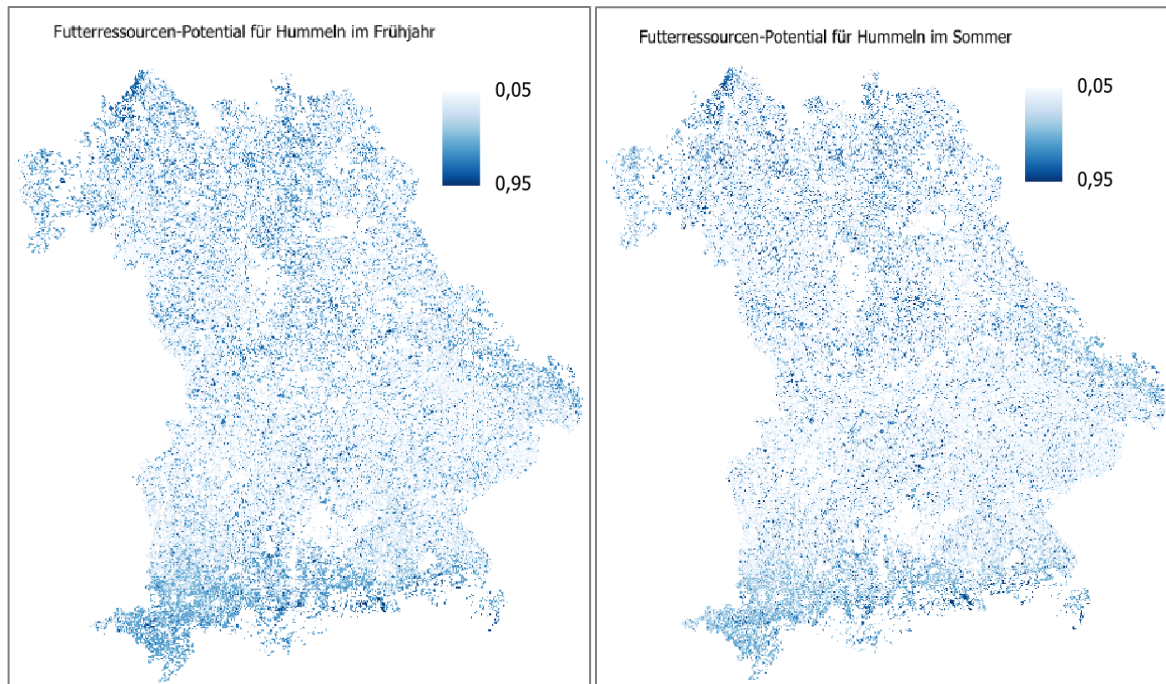 Futterressourcen-Potential für Hummeln im Frühjahr
0,05
0,95
Futterressourcen-Potential für Hummeln im Sommer
0,05
0,95